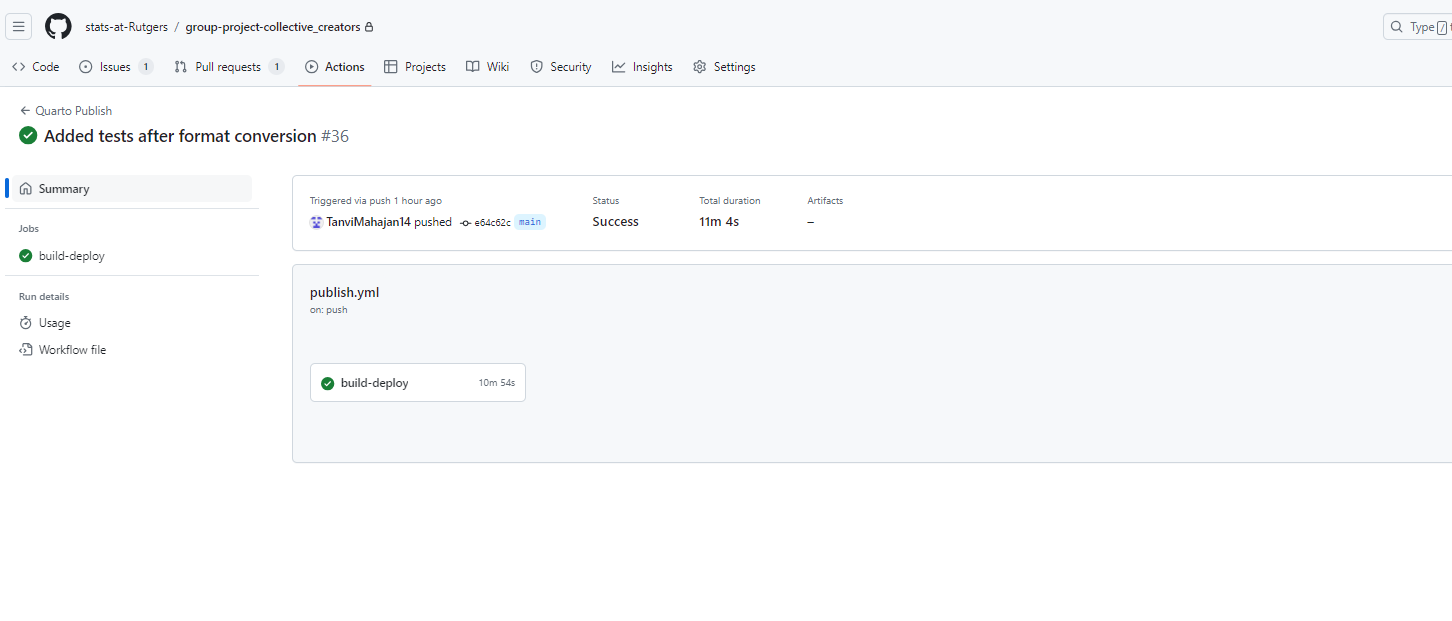 stats-at-Rutgers / group-project-collective_creators
Type / t
Code Issues 1 Pull requests 1 Actions Projects Wiki Security Insights Settings
Quarto Publish
Added tests after format conversion #36
Summary
Jobs
build-deploy
Run details
Usage
Workflow file
Triggered via push 1 hour ago
TanviMahajan14 pushed e64c62c main
Status
Success
Total duration
11m 4s
Artifacts
–
publish.yml
on: push
build-deploy 10m 54s